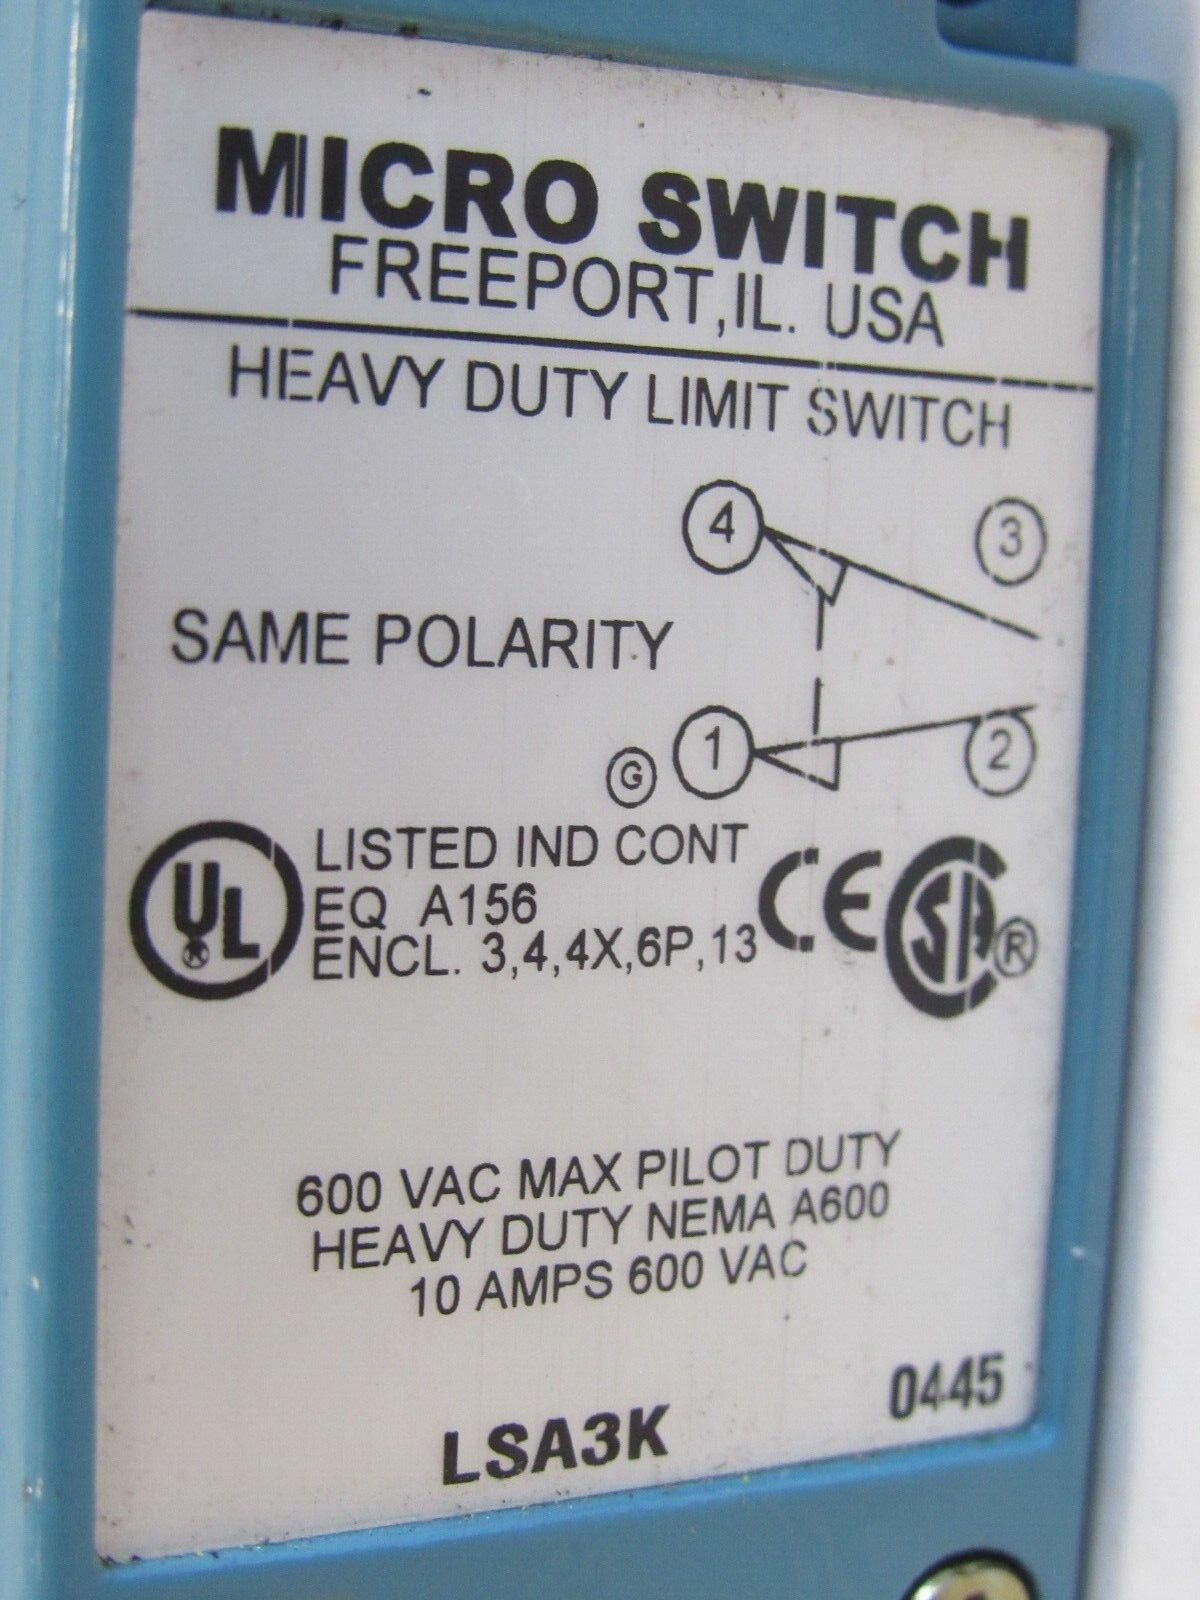 MICRO SWITCH
FREEPORT, IL. USA
HEAVY DUTY LIMIT SWITCH
4 3
SAME POLARITY
G 1 2
UL LISTED IND CONT
EQ A156
ENCL. 3,4,4X,6P,13
CE SA ®
600 VAC MAX PILOT DUTY
HEAVY DUTY NEMA A600
10 AMPS 600 VAC
0445
LSA3K